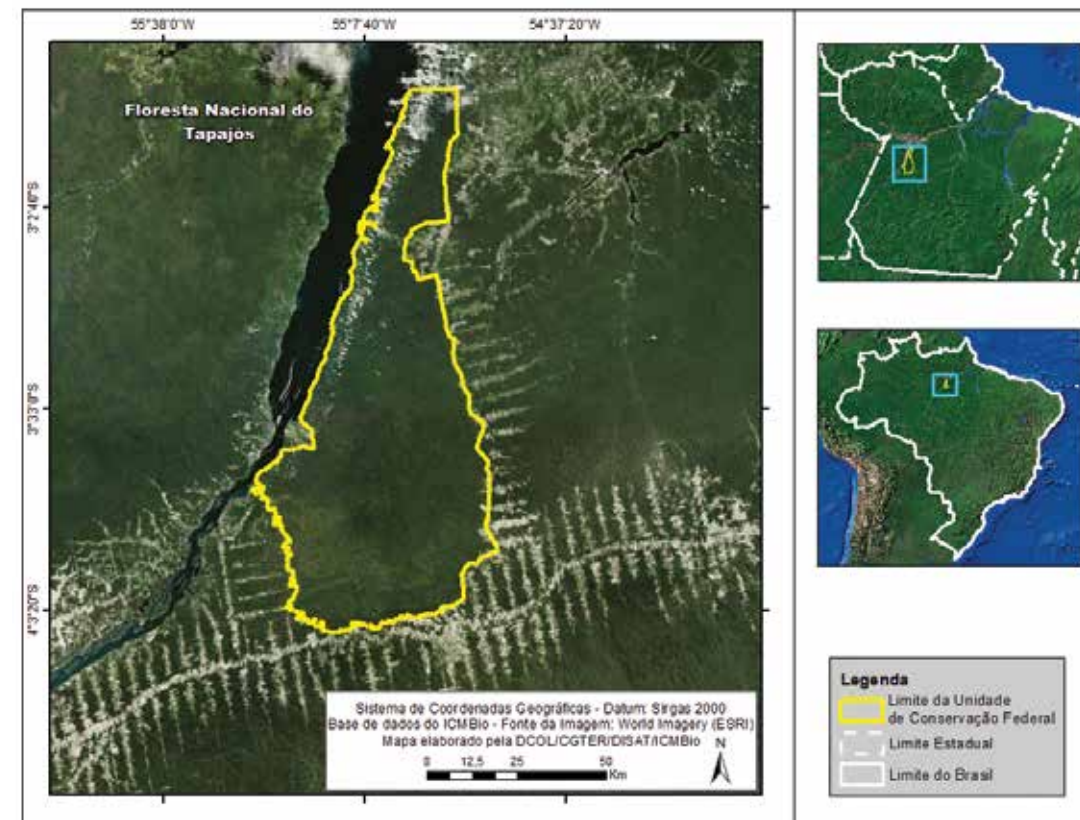 55°38'0"W
55°7'40"W
54°37'20"W
Floresta Nacional do
Tapajós
3°2'40"S
3°33'0"S
4°3'20"S
Sistema de Coordenadas Geográficas - Datum: Sirgas 2000
Base de dados do ICMBio - Fonte da Imagem: World Imagery (ESRI)
Mapa elaborado pela DCOL/CGTER/DISAT/ICMBio
N
0 12,5 25 50
Km
Legenda
Limite da Unidade
de Conservação Federal
Limite Estadual
Limite do Brasil